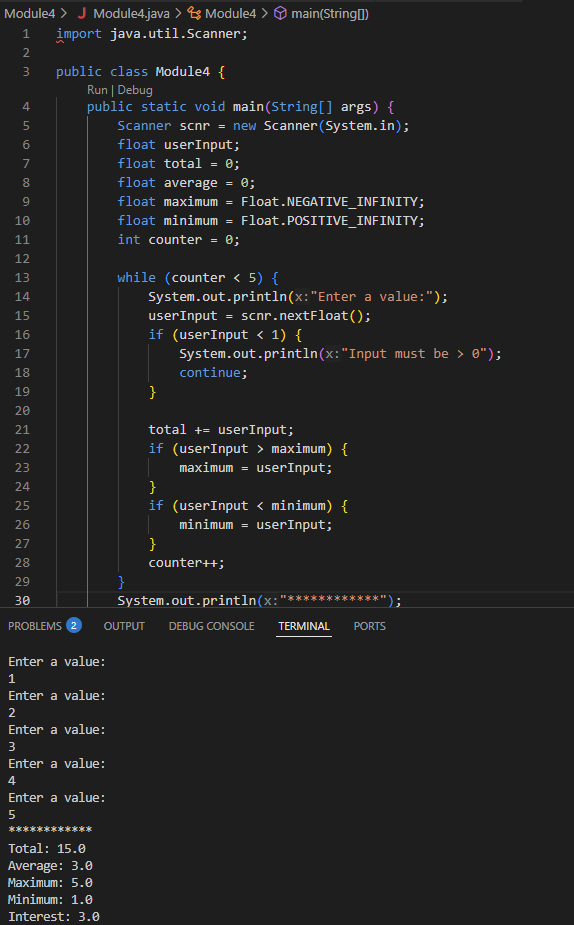 Module4 > J Module4.java > Module4 > main(String[])
1 import java.util.Scanner;
2
3 public class Module4 {
Run | Debug
4 public static void main(String[] args) {
5 Scanner scnr = new Scanner(System.in);
6 float userInput;
7 float total = 0;
8 float average = 0;
9 float maximum = Float.NEGATIVE_INFINITY;
10 float minimum = Float.POSITIVE_INFINITY;
11 int counter = 0;
12
13 while (counter < 5) {
14 System.out.println(x:"Enter a value:");
15 userInput = scnr.nextFloat();
16 if (userInput < 1) {
17 System.out.println(x:"Input must be > 0");
18 continue;
19 }
20
21 total += userInput;
22 if (userInput > maximum) {
23 maximum = userInput;
24 }
25 if (userInput < minimum) {
26 minimum = userInput;
27 }
28 counter++;
29 }
30 System.out.println(x:"************");
PROBLEMS 2 OUTPUT DEBUG CONSOLE TERMINAL PORTS
Enter a value:
1
Enter a value:
2
Enter a value:
3
Enter a value:
4
Enter a value:
5
************
Total: 15.0
Average: 3.0
Maximum: 5.0
Minimum: 1.0
Interest: 3.0